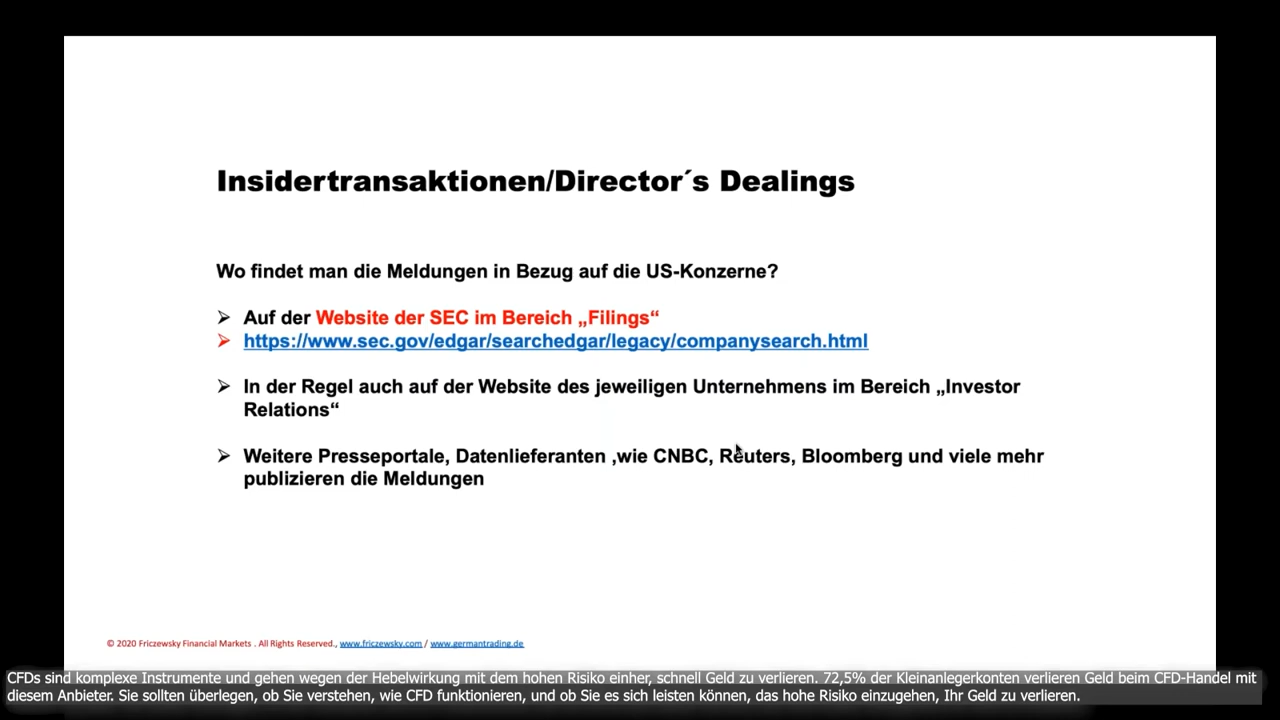 Insidertransaktionen/Director´s Dealings
Wo findet man die Meldungen in Bezug auf die US-Konzerne?
➢ Auf der Website der SEC im Bereich „Filings“
➢ https://www.sec.gov/edgar/searchedgar/legacy/companysearch.html
➢ In der Regel auch auf der Website des jeweiligen Unternehmens im Bereich „Investor
Relations“
➢ Weitere Presseportale, Datenlieferanten ,wie CNBC, Reuters, Bloomberg und viele mehr
publizieren die Meldungen
© 2020 Friczewsky Financial Markets . All Rights Reserved., www.friczewsky.com / www.germantrading.de
CFDs sind komplexe Instrumente und gehen wegen der Hebelwirkung mit dem hohen Risiko einher, schnell Geld zu verlieren. 72,5% der Kleinanlegerkonten verlieren Geld beim CFD-Handel mit
diesem Anbieter. Sie sollten überlegen, ob Sie verstehen, wie CFD funktionieren, und ob Sie es sich leisten können, das hohe Risiko einzugehen, Ihr Geld zu verlieren.